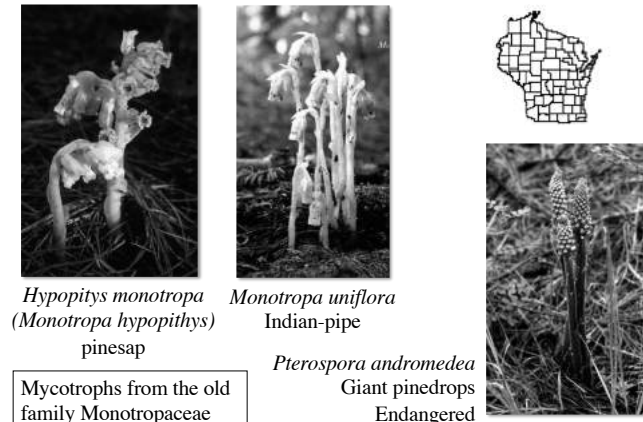 Hypopitys monotropa
(Monotropa hypopithys)
pinesap
Monotropa uniflora
Indian-pipe
Pterospora andromedea
Giant pinedrops
Endangered
Mycotrophs from the old
family Monotropaceae